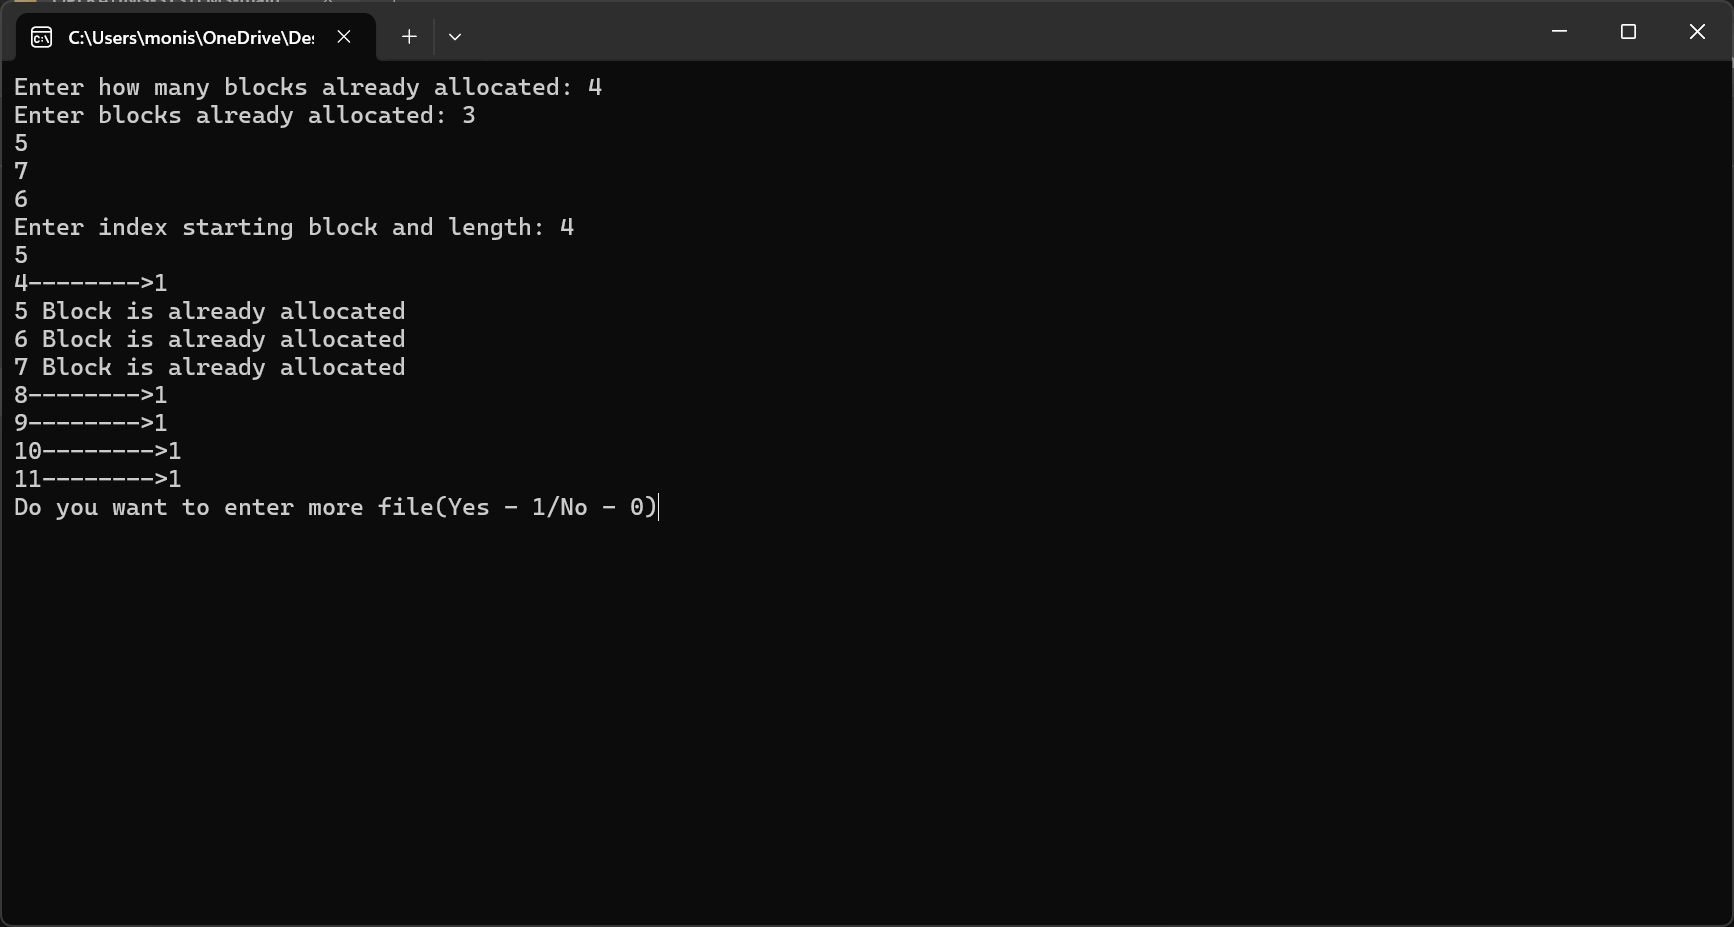 C:\Users\monis\OneDrive\Des
Enter how many blocks already allocated: 4
Enter blocks already allocated: 3
5
7
6
Enter index starting block and length: 4
5
4-------->1
5 Block is already allocated
6 Block is already allocated
7 Block is already allocated
8-------->1
9-------->1
10-------->1
11-------->1
Do you want to enter more file(Yes - 1/No - 0)